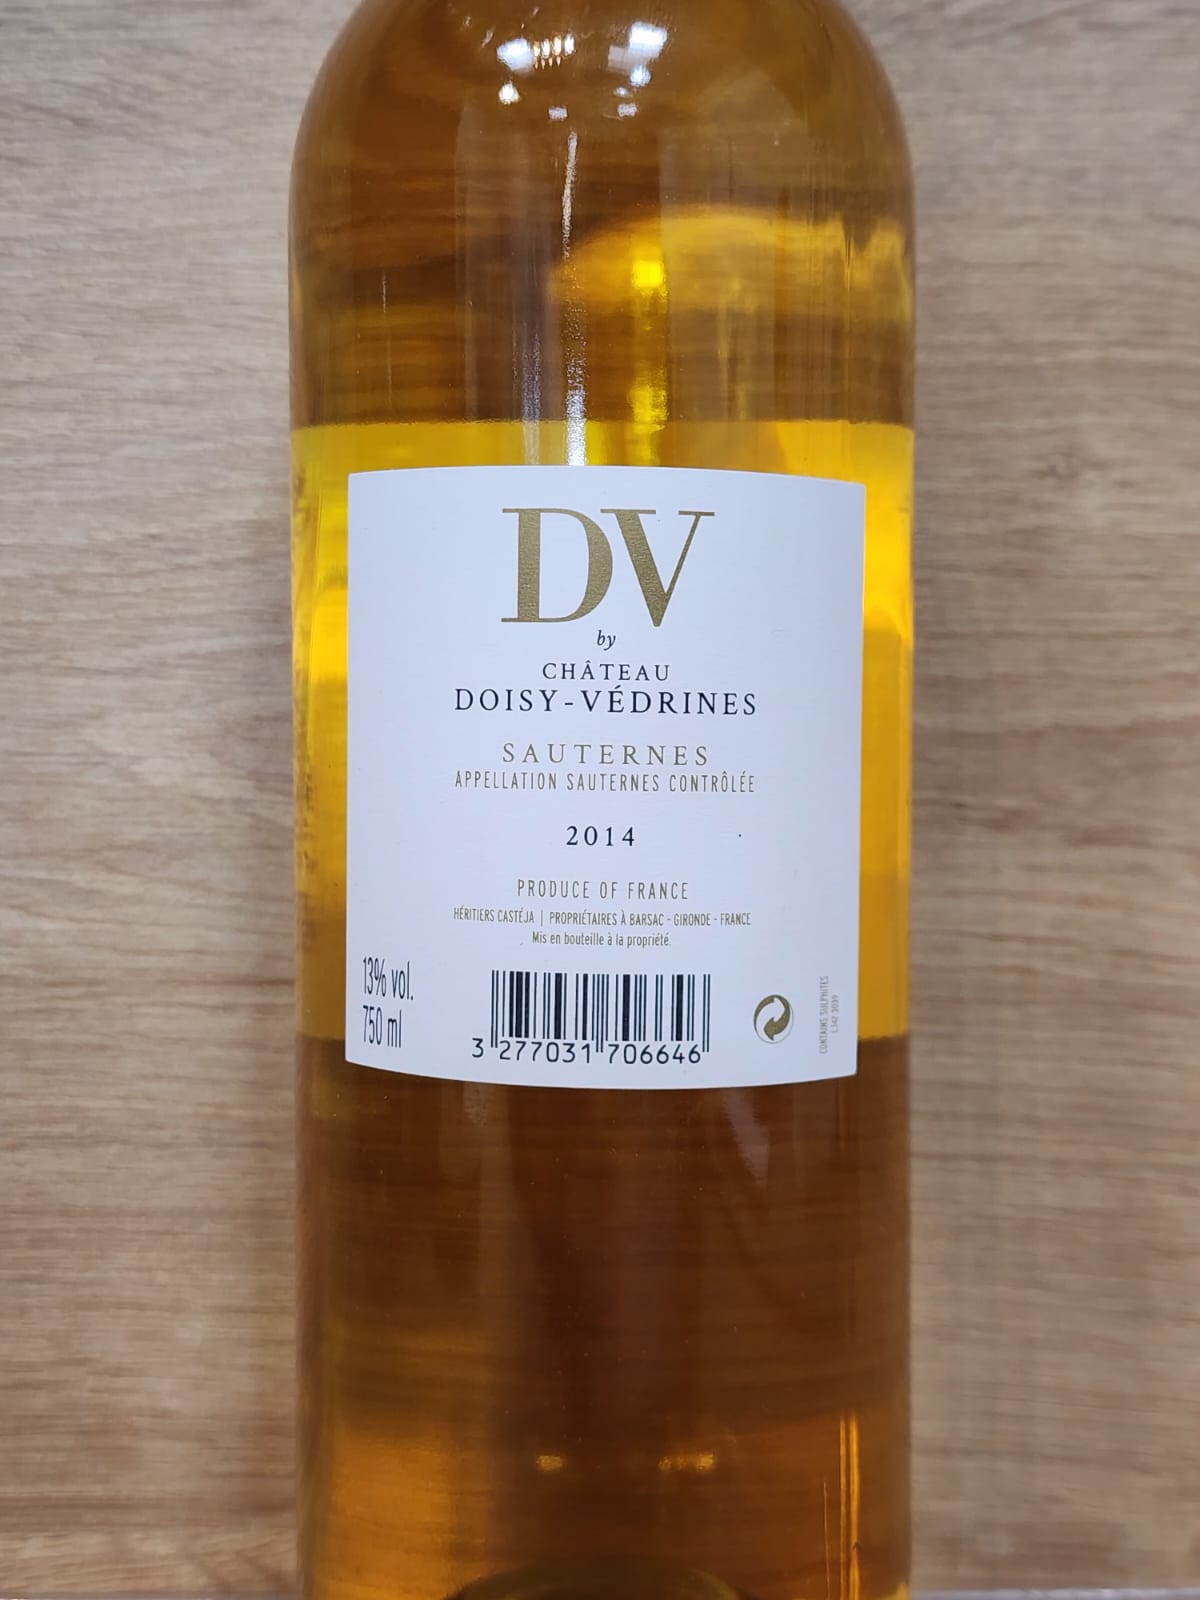 DV
by
CHÂTEAU
DOISY-VÉDRINES
SAUTERNES
APPELLATION SAUTERNES CONTRÔLÉE
2014
PRODUCE OF FRANCE
HÉRITIERS CASTÉJA | PROPRIÉTAIRES À BARSAC - GIRONDE - FRANCE
Mis en bouteille à la propriété.
13% vol.
750 ml
3 277031 706646
CONTAINS SULPHITES